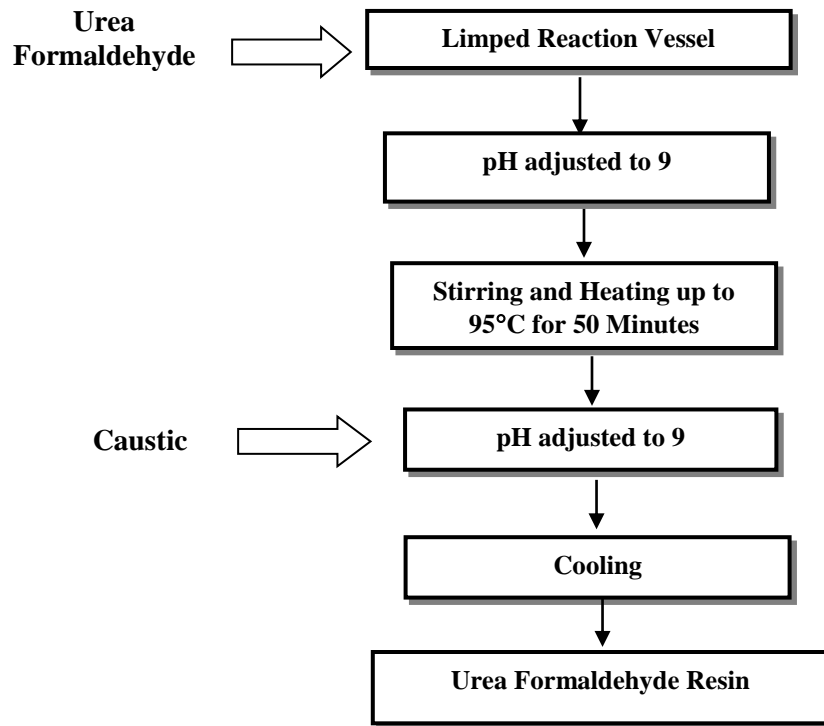 Urea
Formaldehyde
Limped Reaction Vessel
pH adjusted to 9
Stirring and Heating up to
95°C for 50 Minutes
Caustic
pH adjusted to 9
Cooling
Urea Formaldehyde Resin